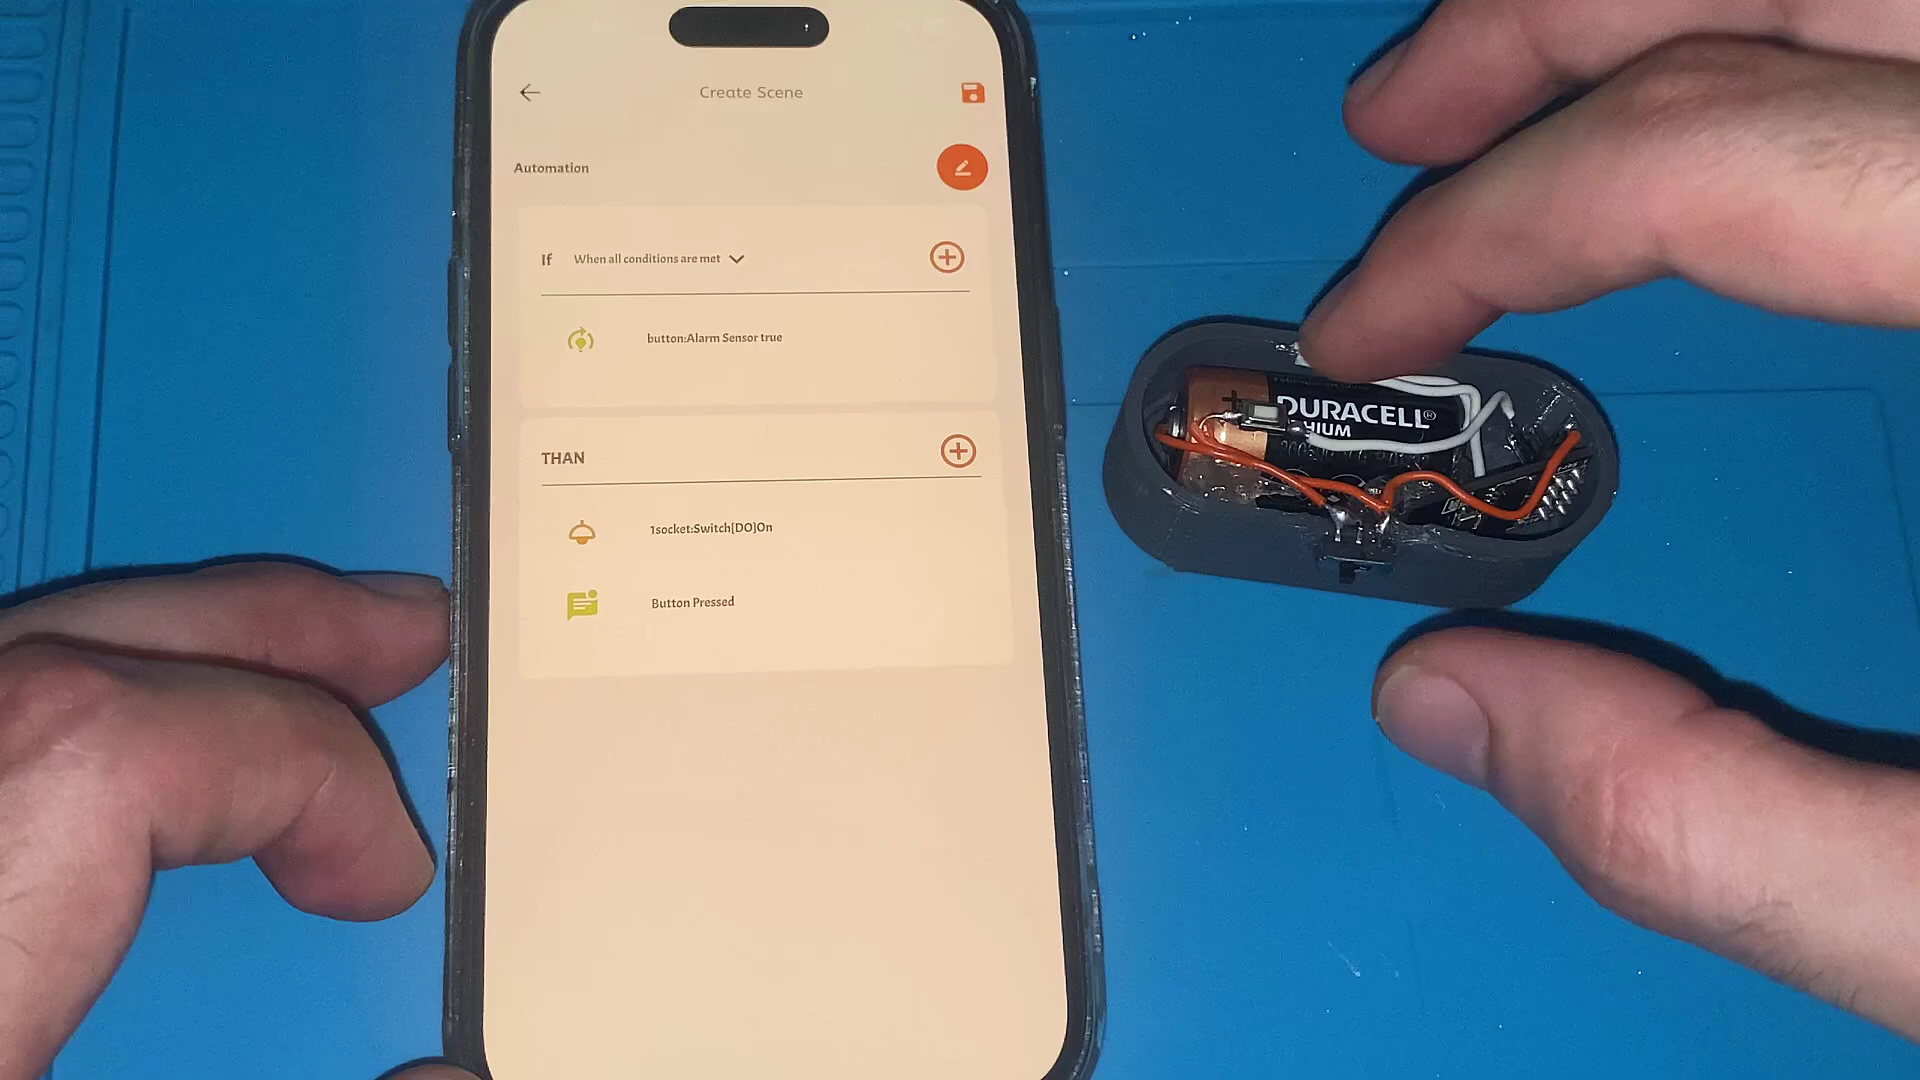 Create Scene
Automation
If When all conditions are met
button:Alarm Sensor true
THAN
1socket:Switch[DO]On
Button Pressed
+
DURACELL®
HIUM